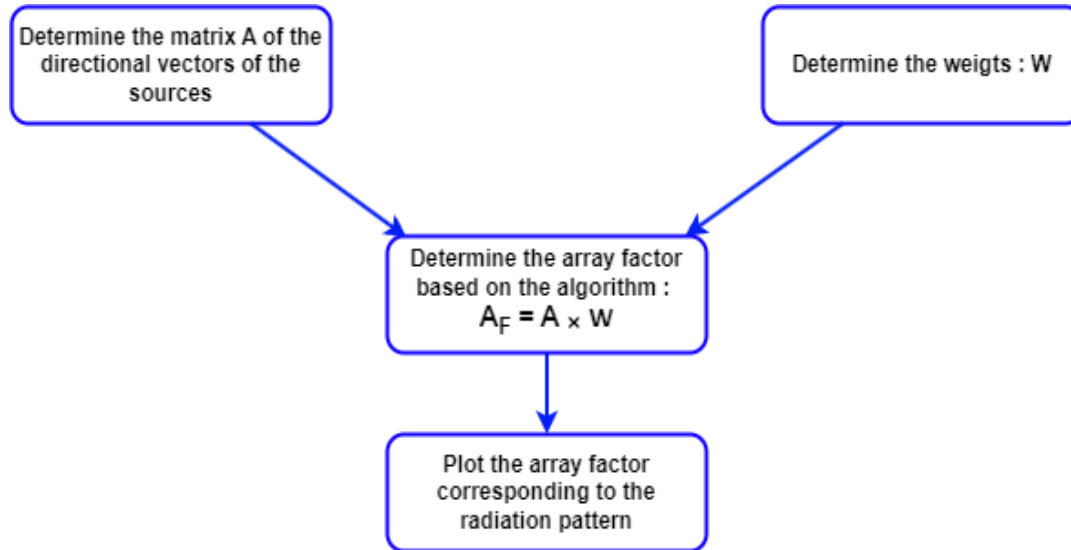 Determine the matrix A of the
directional vectors of the
sources
Determine the weigts : W
Determine the array factor
based on the algorithm :
A_F = A × W
Plot the array factor
corresponding to the
radiation pattern